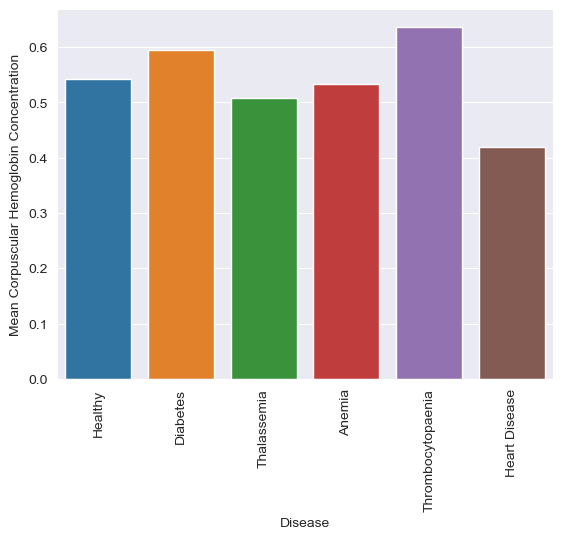 Mean Corpuscular Hemoglobin Concentration
0.6
0.5
0.4
0.3
0.2
0.1
0.0
Healthy
Diabetes
Thalassemia
Anemia
Thrombocytopaenia
Heart Disease
Disease